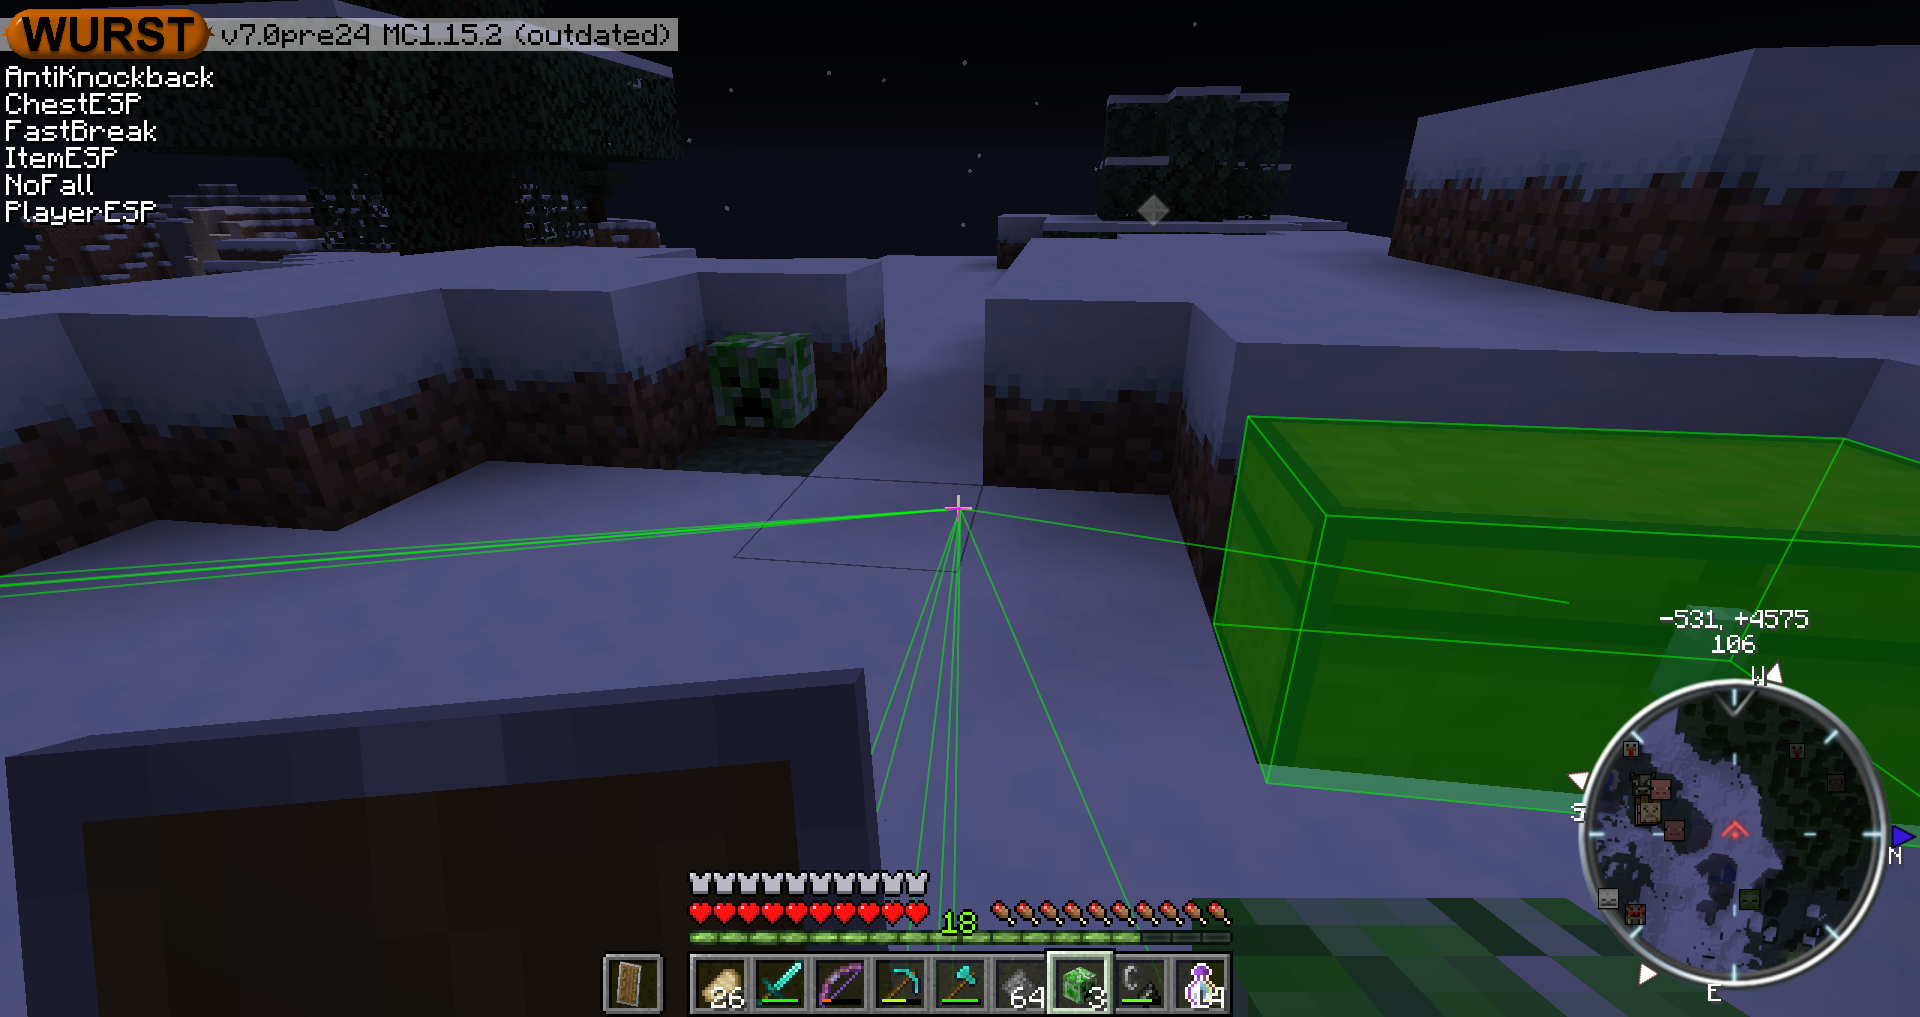 WURST v7.0pre24 MC1.15.2 (outdated)
AntiKnockback
ChestESP
FastBreak
ItemESP
NoFall
PlayerESP
-531, +4575
106
W
S
N
E
18
26
64
3
14